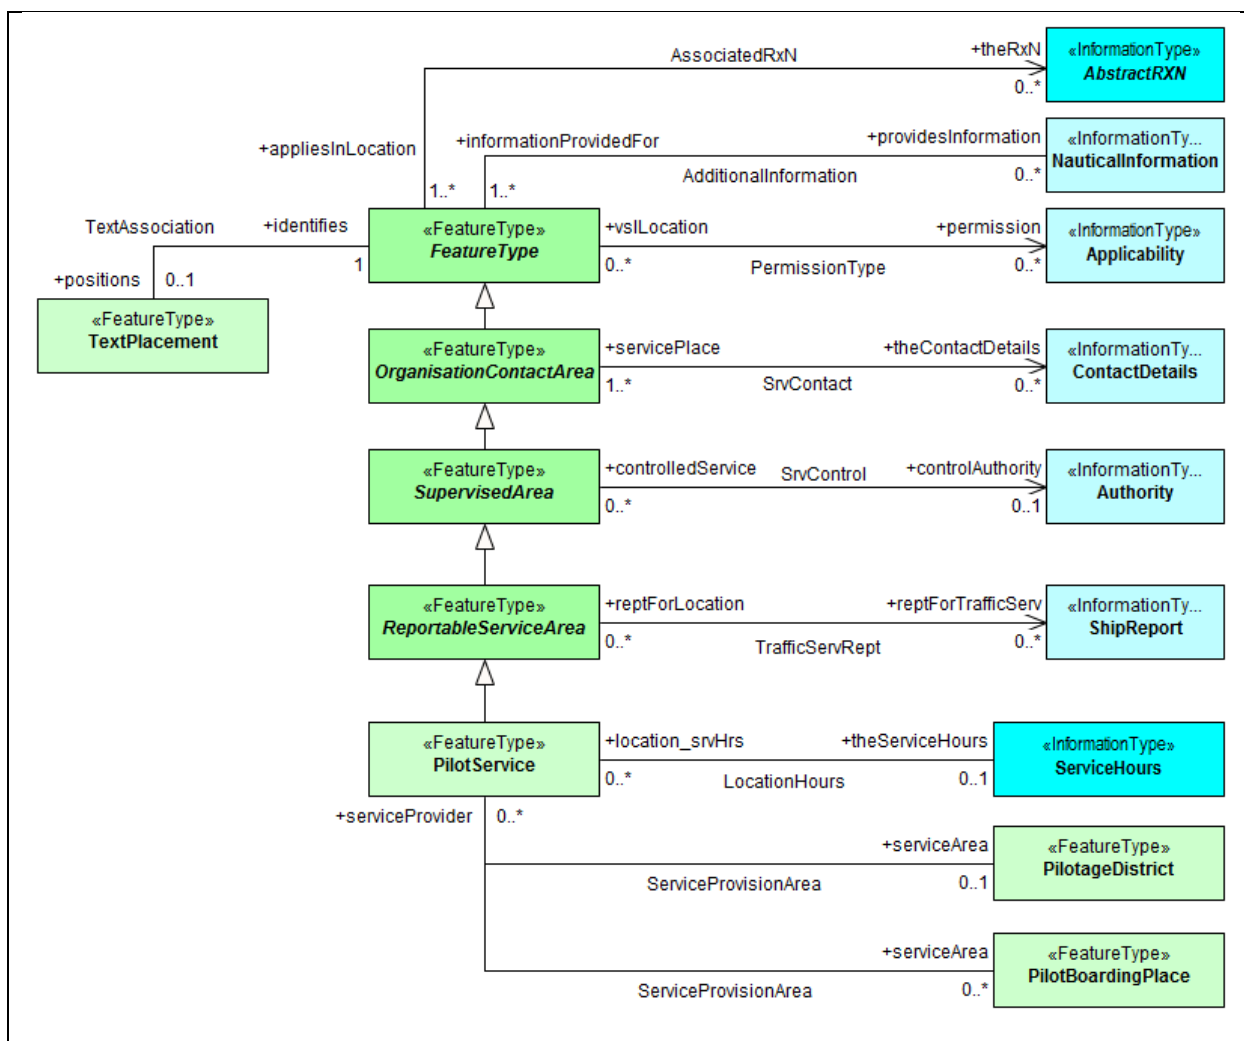 AssociatedRxN
+theRxN
0..*
«InformationType»
AbstractRXN
+appliesInLocation
1..*
+informationProvidedFor
1..*
AdditionalInformation
+providesInformation
0..*
«InformationTy...
NauticalInformation
TextAssociation
+identifies
1
+positions
0..1
«FeatureType»
TextPlacement
«FeatureType»
FeatureType
+vslLocation
0..*
PermissionType
+permission
0..*
«InformationType»
Applicability
«FeatureType»
OrganisationContactArea
+servicePlace
1..*
SrvContact
+theContactDetails
0..*
«InformationTy...
ContactDetails
«FeatureType»
SupervisedArea
+controlledService
0..*
SrvControl
+controlAuthority
0..1
«InformationTy...
Authority
«FeatureType»
ReportableServiceArea
+reptForLocation
0..*
TrafficServRept
+reptForTrafficServ
0..*
«InformationTy...
ShipReport
«FeatureType»
PilotService
+location_srvHrs
0..*
LocationHours
+theServiceHours
0..1
«InformationType»
ServiceHours
+serviceProvider
0..*
ServiceProvisionArea
+serviceArea
0..1
«FeatureType»
PilotageDistrict
ServiceProvisionArea
+serviceArea
0..*
«FeatureType»
PilotBoardingPlace